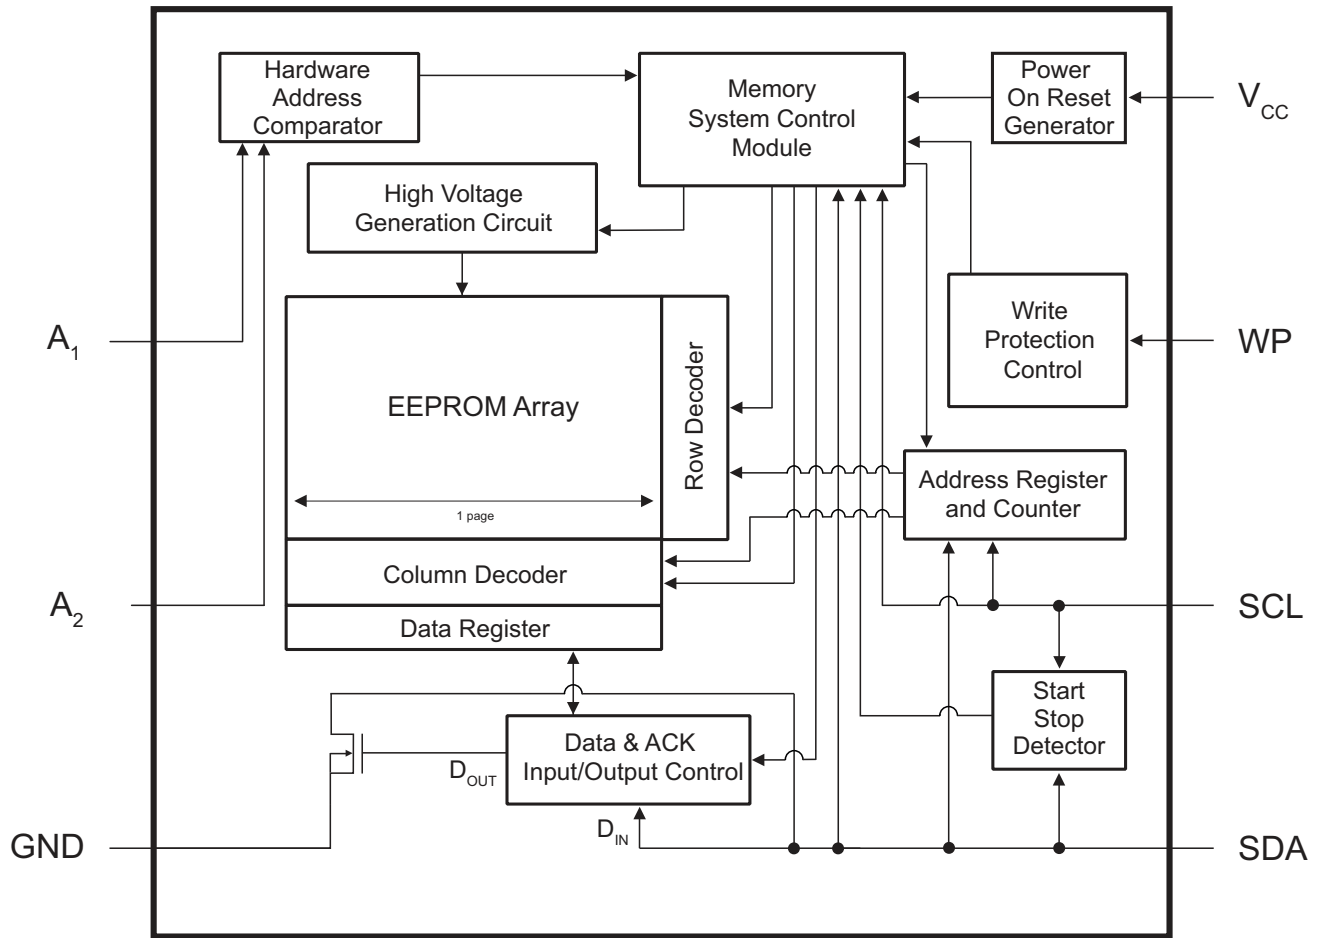 Hardware
Address
Comparator
Memory
System Control
Module
Power
On Reset
Generator
VCC
High Voltage
Generation Circuit
A1
EEPROM Array
Row Decoder
1 page
Write
Protection
Control
WP
Address Register
and Counter
Column Decoder
A2
Data Register
SCL
Start
Stop
Detector
Data & ACK
Input/Output Control
DOUT
DIN
GND
SDA